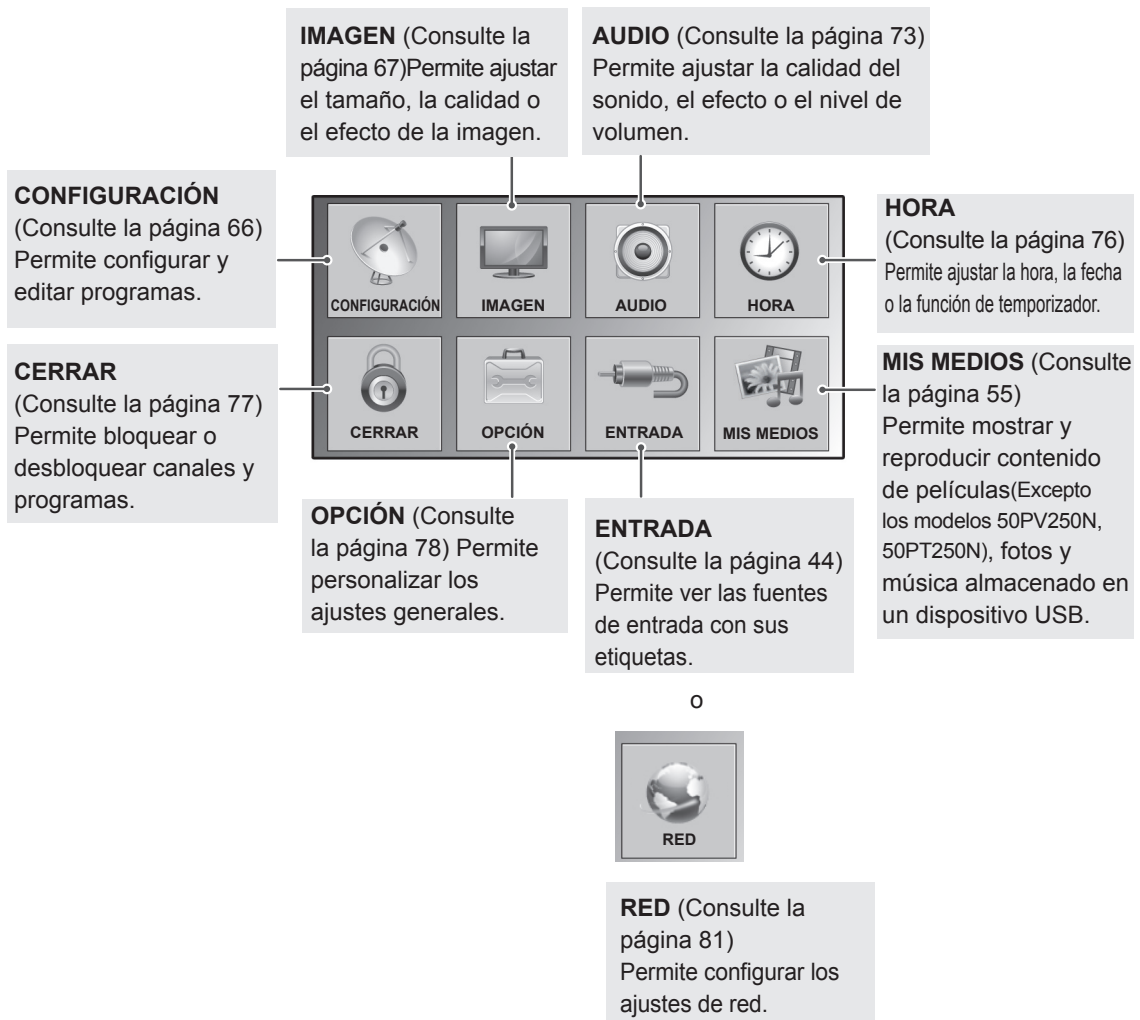 IMAGEN (Consulte la
página 67)Permite ajustar
el tamaño, la calidad o
el efecto de la imagen.
AUDIO (Consulte la página 73)
Permite ajustar la calidad del
sonido, el efecto o el nivel de
volumen.
CONFIGURACIÓN
(Consulte la página 66)
Permite configurar y
editar programas.
HORA
(Consulte la página 76)
Permite ajustar la hora, la fecha
o la función de temporizador.
CONFIGURACIÓN
IMAGEN
AUDIO
HORA
CERRAR
(Consulte la página 77)
Permite bloquear o
desbloquear canales y
programas.
CERRAR
OPCIÓN
ENTRADA
MIS MEDIOS
MIS MEDIOS (Consulte
la página 55)
Permite mostrar y
reproducir contenido
de películas(Excepto
los modelos 50PV250N,
50PT250N), fotos y
música almacenado en
un dispositivo USB.
OPCIÓN (Consulte
la página 78) Permite
personalizar los
ajustes generales.
ENTRADA
(Consulte la página 44)
Permite ver las fuentes
de entrada con sus
etiquetas.
o
RED
RED (Consulte la
página 81)
Permite configurar los
ajustes de red.